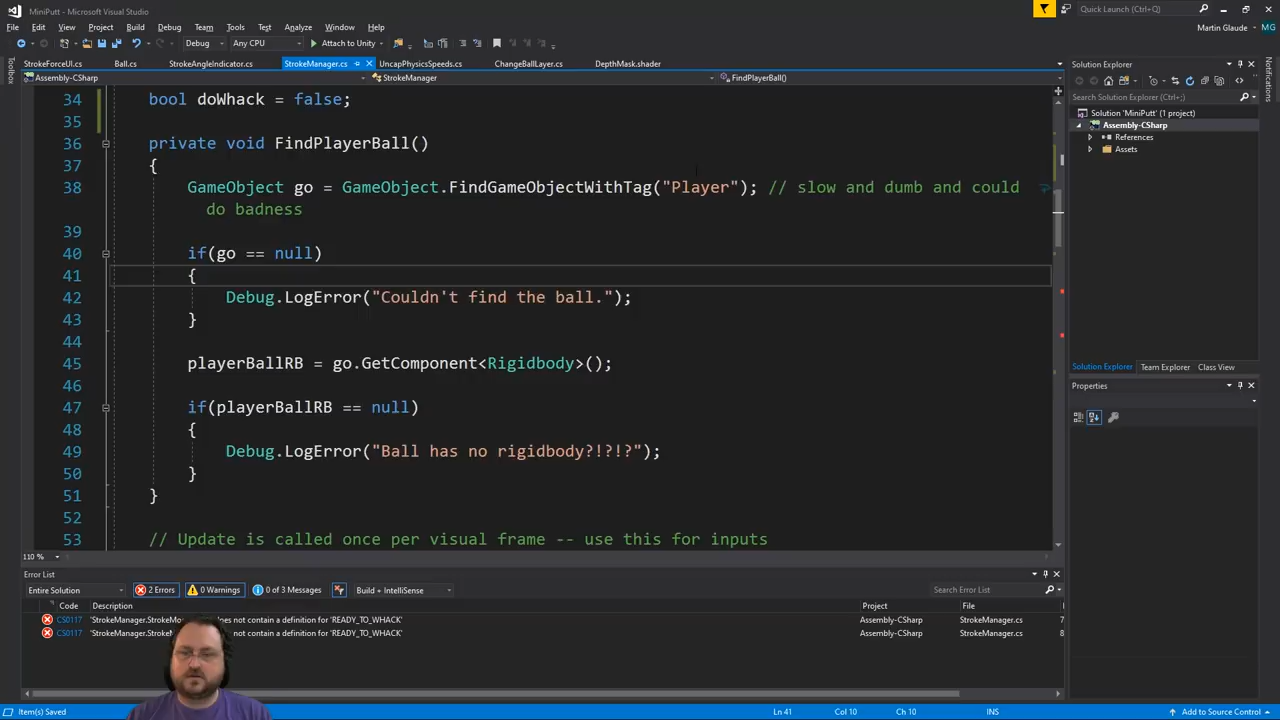 MiniPutt - Microsoft Visual Studio
Quick Launch (Ctrl+Q)
File Edit View Project Build Debug Team Tools Test Analyze Window Help
Martin Glaude MG
Debug Any CPU Attach to Unity
StrokeForceUI.cs Ball.cs StrokeAngleIndicator.cs StrokeManager.cs UncapPhysicsSpeeds.cs ChangeBallLayer.cs DepthMask.shader
Assembly-CSharp StrokeManager FindPlayerBall()
Toolbox
34 bool doWhack = false;
35
36 private void FindPlayerBall()
37 {
38 GameObject go = GameObject.FindGameObjectWithTag("Player"); // slow and dumb and could
do badness
39
40 if(go == null)
41 {
42 Debug.LogError("Couldn't find the ball.");
43 }
44
45 playerBallRB = go.GetComponent<Rigidbody>();
46
47 if(playerBallRB == null)
48 {
49 Debug.LogError("Ball has no rigidbody?!?!?");
50 }
51 }
52
53 // Update is called once per visual frame -- use this for inputs
110 %
Solution Explorer
Search Solution Explorer (Ctrl+;)
Solution 'MiniPutt' (1 project)
Assembly-CSharp
References
Assets
Solution Explorer Team Explorer Class View
Properties
Notifications
Error List
Entire Solution 2 Errors 0 Warnings 0 of 3 Messages Build + IntelliSense Search Error List
Code Description Project File
CS0117 'StrokeManager.StrokeMo oes not contain a definition for 'READY_TO_WHACK' Assembly-CSharp StrokeManager.cs 7
CS0117 'StrokeManager.StrokeM not contain a definition for 'READY_TO_WHACK' Assembly-CSharp StrokeManager.cs 8
Item(s) Saved Ln 41 Col 10 Ch 10 INS Add to Source Control